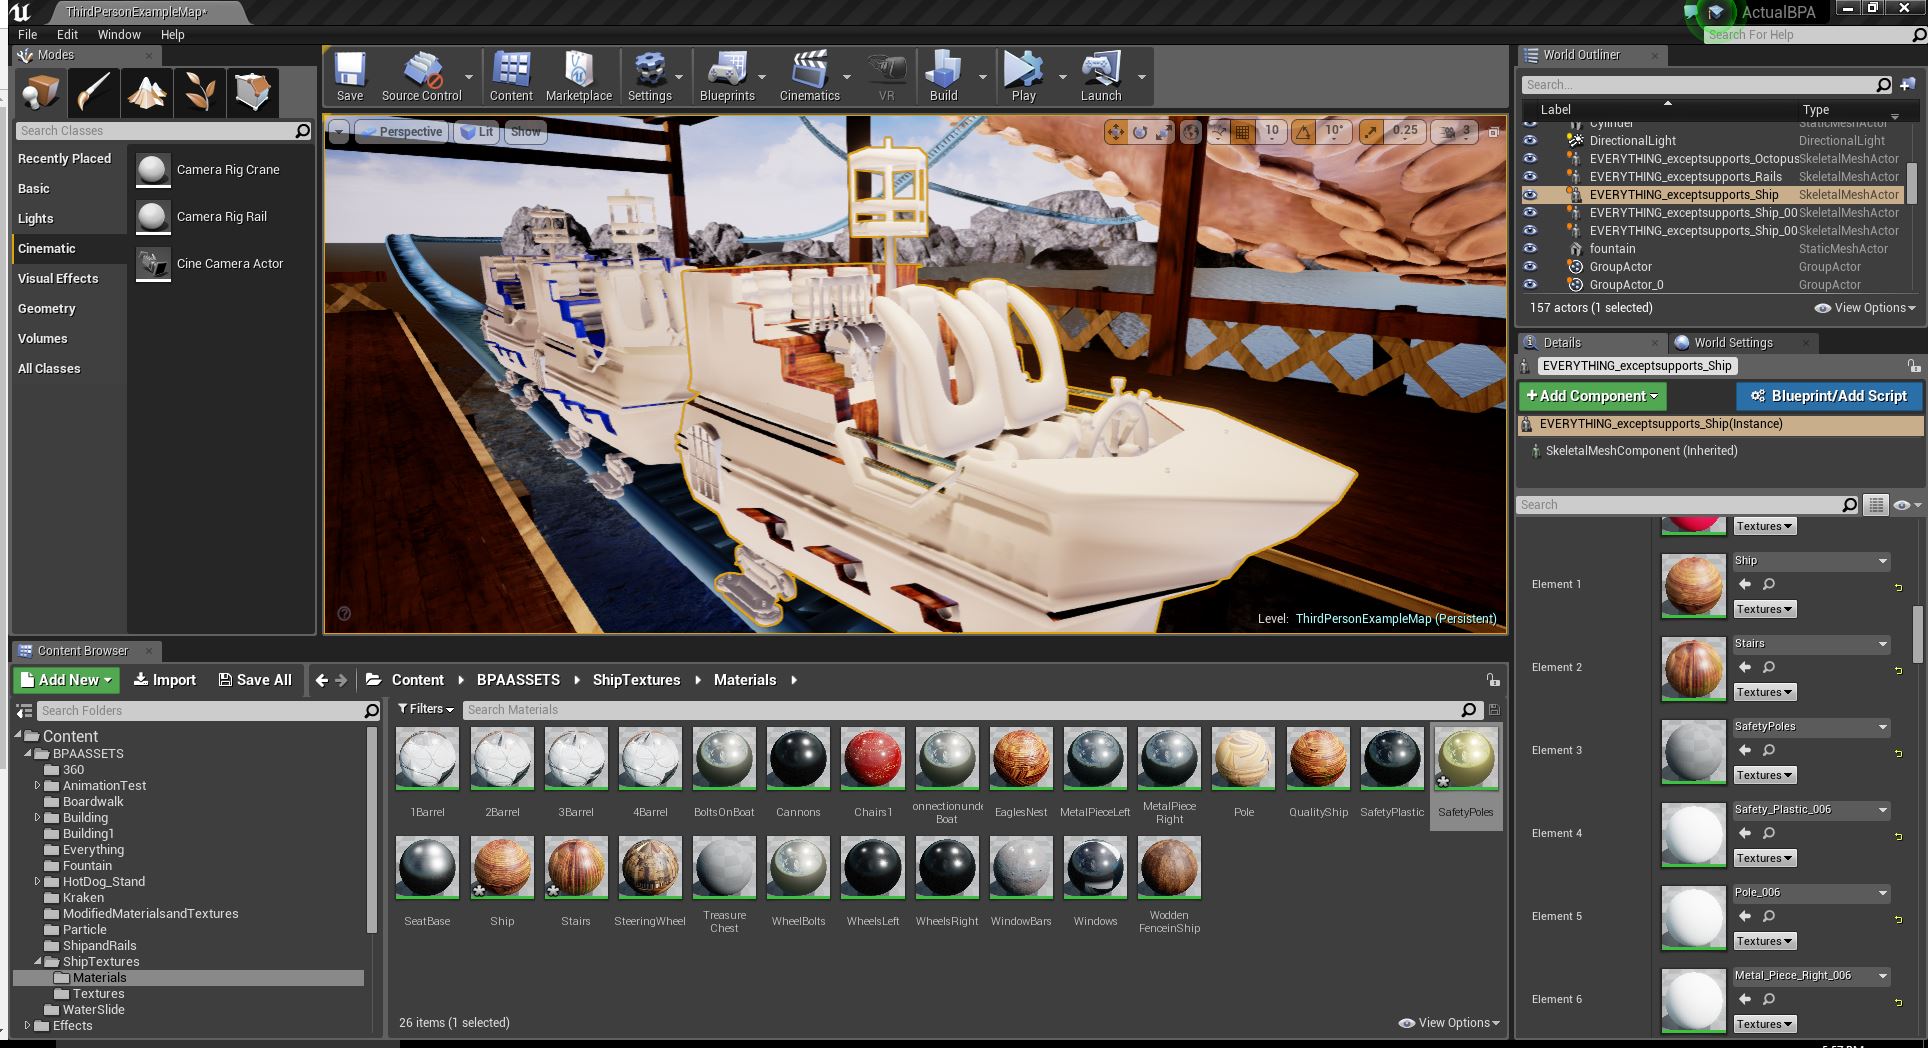 ThirdPersonExampleMap*
ActualBPA
File Edit Window Help
Search For Help
Modes
Search Classes
Recently Placed
Basic
Lights
Cinematic
Visual Effects
Geometry
Volumes
All Classes
Camera Rig Crane
Camera Rig Rail
Cine Camera Actor
Save
Source Control
Content
Marketplace
Settings
Blueprints
Cinematics
VR
Build
Play
Launch
Perspective
Lit
Show
10
10°
0.25
3
Level: ThirdPersonExampleMap (Persistent)
World Outliner
Search...
Label Type
Cylinder StaticMeshActor
DirectionalLight DirectionalLight
EVERYTHING_exceptsupports_Octopus SkeletalMeshActor
EVERYTHING_exceptsupports_Rails SkeletalMeshActor
EVERYTHING_exceptsupports_Ship SkeletalMeshActor
EVERYTHING_exceptsupports_Ship_00 SkeletalMeshActor
EVERYTHING_exceptsupports_Ship_00 SkeletalMeshActor
fountain StaticMeshActor
GroupActor GroupActor
GroupActor_0 GroupActor
157 actors (1 selected)
View Options
Details
World Settings
EVERYTHING_exceptsupports_Ship
+Add Component
Blueprint/Add Script
EVERYTHING_exceptsupports_Ship(Instance)
SkeletalMeshComponent (Inherited)
Search
Textures
Element 1
Ship
Textures
Element 2
Stairs
Textures
Element 3
SafetyPoles
Textures
Element 4
Safety_Plastic_006
Textures
Element 5
Pole_006
Textures
Element 6
Metal_Piece_Right_006
Textures
Content Browser
Add New
Import
Save All
Content
BPAASSETS
ShipTextures
Materials
Search Folders
Filters
Search Materials
Content
BPAASSETS
360
AnimationTest
Boardwalk
Building
Building1
Everything
Fountain
HotDog_Stand
Kraken
ModifiedMaterialsandTextures
Particle
ShipandRails
ShipTextures
Materials
Textures
WaterSlide
Effects
1Barrel
2Barrel
3Barrel
4Barrel
BoltsOnBoat
Cannons
Chairs1
onnectionunde
Boat
EaglesNest
MetalPieceLeft
MetalPiece
Right
Pole
QualityShip
SafetyPlastic
SafetyPoles
SeatBase
Ship
Stairs
SteeringWheel
Treasure
Chest
WheelBolts
WheelsLeft
WheelsRight
WindowBars
Windows
Wodden
FenceinShip
26 items (1 selected)
View Options